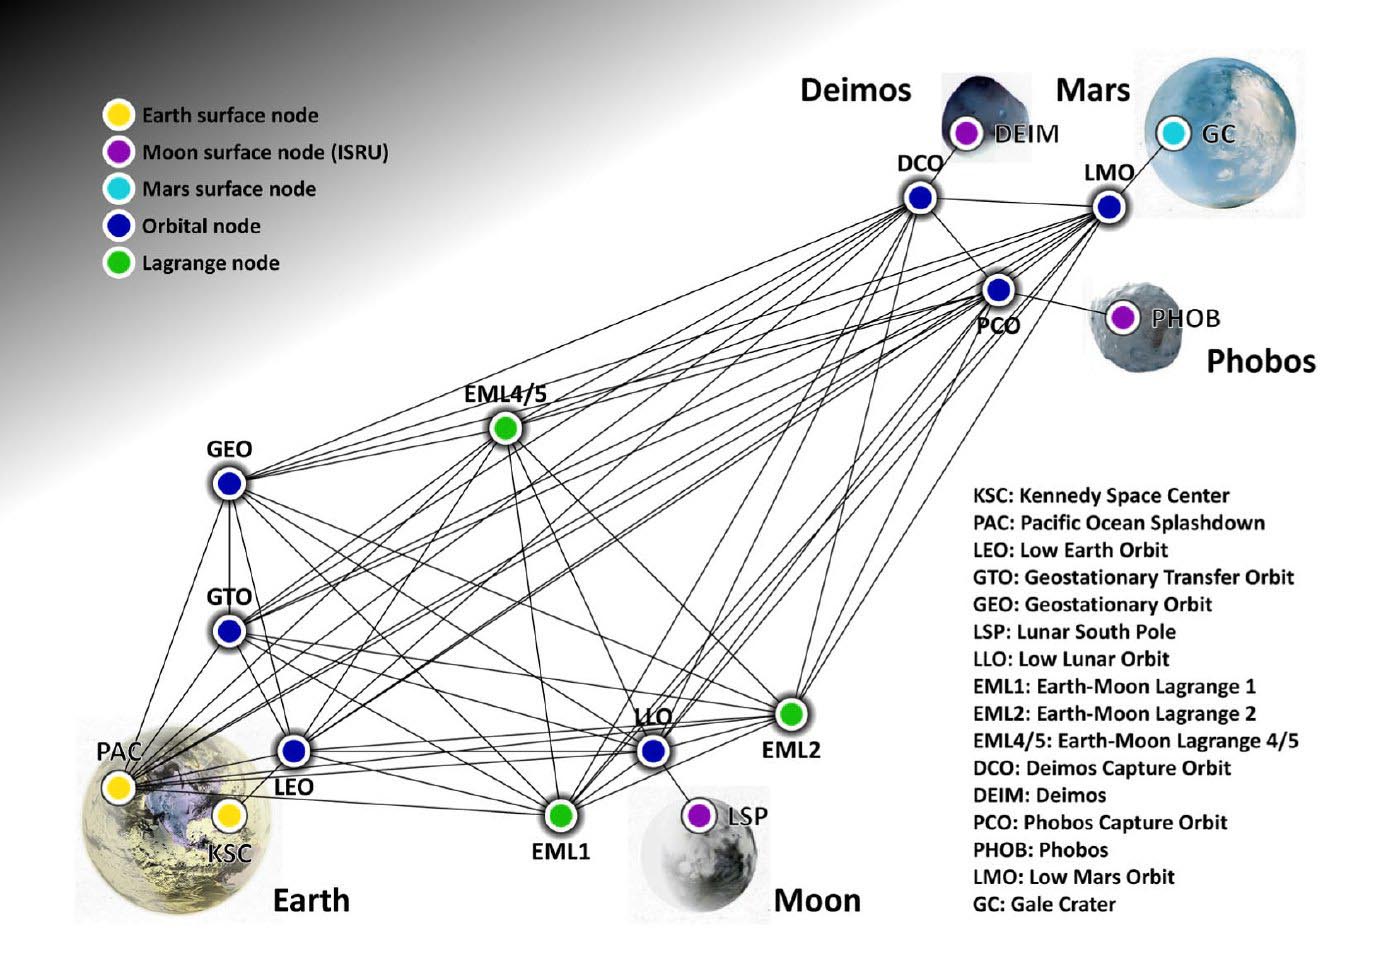 Deimos
Mars
Earth surface node
Moon surface node (ISRU)
Mars surface node
Orbital node
Lagrange node
DEIM
GC
DCO
LMO
PCO
PHOB
Phobos
EML4/5
GEO
GTO
LLO
EML2
PAC
LEO
KSC
EML1
LSP
Earth
Moon
KSC: Kennedy Space Center
PAC: Pacific Ocean Splashdown
LEO: Low Earth Orbit
GTO: Geostationary Transfer Orbit
GEO: Geostationary Orbit
LSP: Lunar South Pole
LLO: Low Lunar Orbit
EML1: Earth-Moon Lagrange 1
EML2: Earth-Moon Lagrange 2
EML4/5: Earth-Moon Lagrange 4/5
DCO: Deimos Capture Orbit
DEIM: Deimos
PCO: Phobos Capture Orbit
PHOB: Phobos
LMO: Low Mars Orbit
GC: Gale Crater